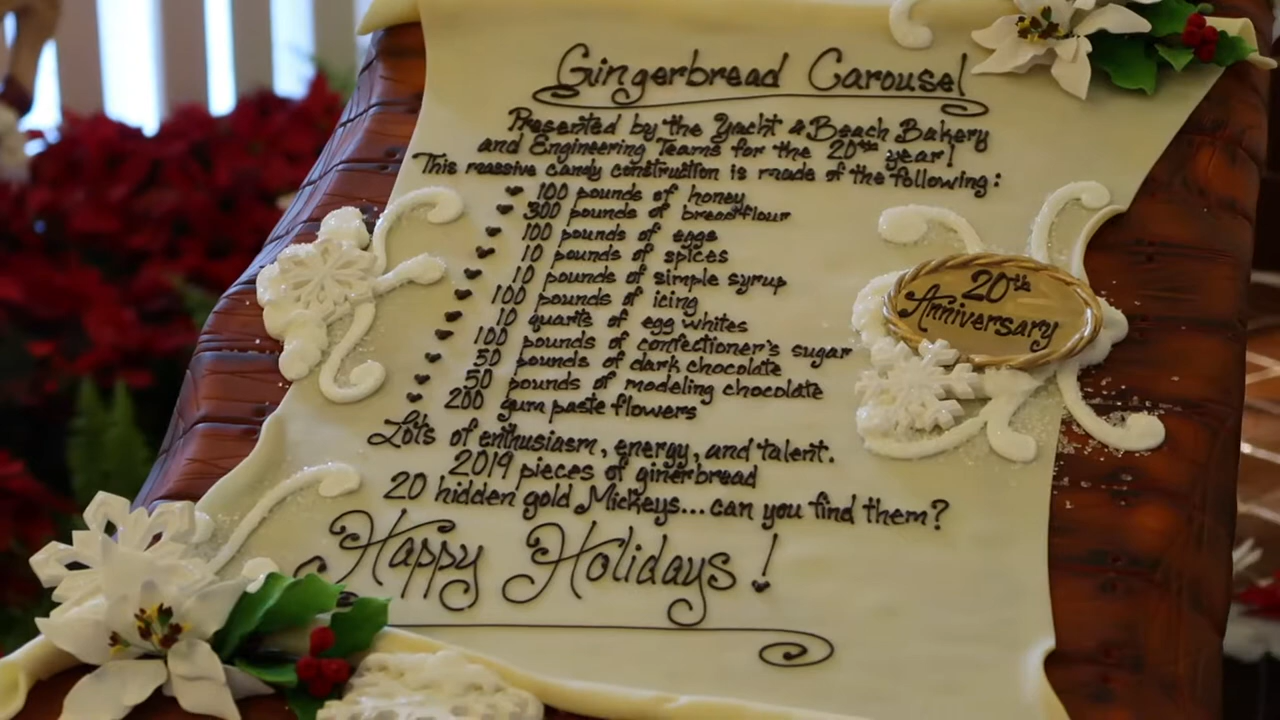 Gingerbread Carousel
Presented by the Yacht & Beach Bakery
and Engineering Teams for the 20th year!
This massive candy construction is made of the following:
100 pounds of honey
300 pounds of bread flour
100 pounds of eggs
10 pounds of spices
10 pounds of simple syrup
100 pounds of icing
10 quarts of egg whites
100 pounds of confectioner's sugar
50 pounds of dark chocolate
50 pounds of modeling chocolate
200 gum paste flowers
Lots of enthusiasm, energy, and talent.
2019 pieces of ginerbread
20 hidden gold Mickeys... can you find them?
Happy Holidays!
20th
Anniversary